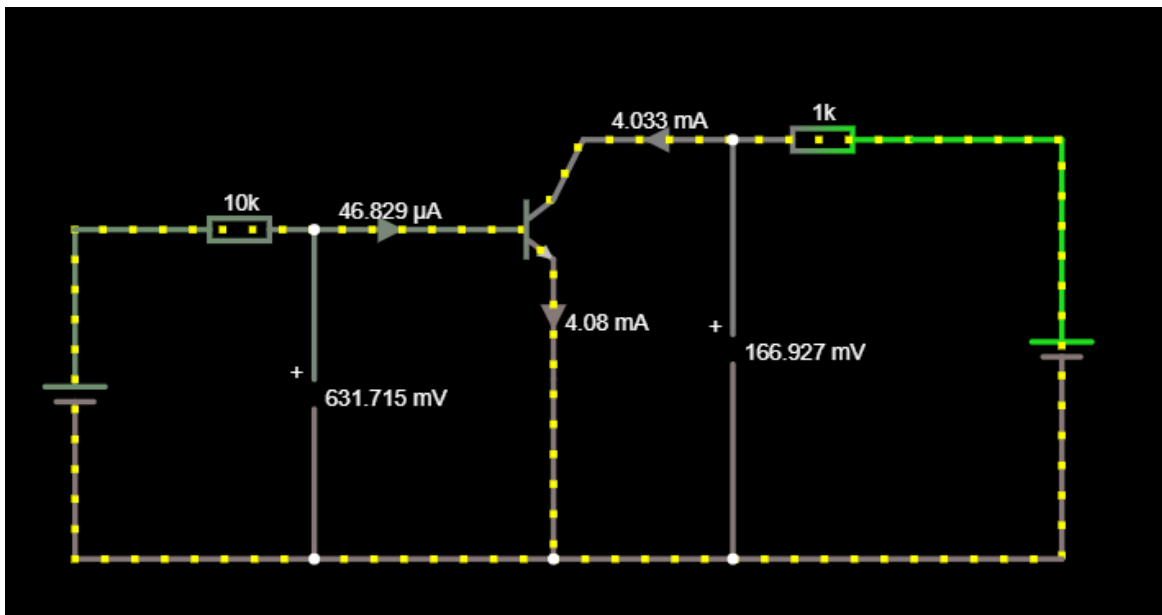 4.033 mA
1k
10k
46.829 μA
4.08 mA
+
166.927 mV
+
631.715 mV